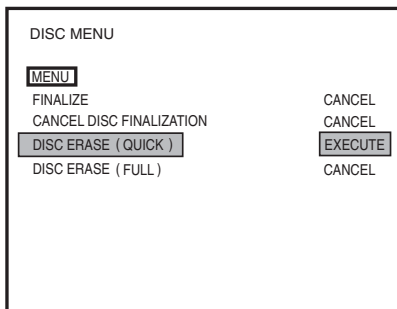 DISC MENU
MENU
FINALIZE CANCEL
CANCEL DISC FINALIZATION CANCEL
DISC ERASE ( QUICK ) EXECUTE
DISC ERASE ( FULL ) CANCEL